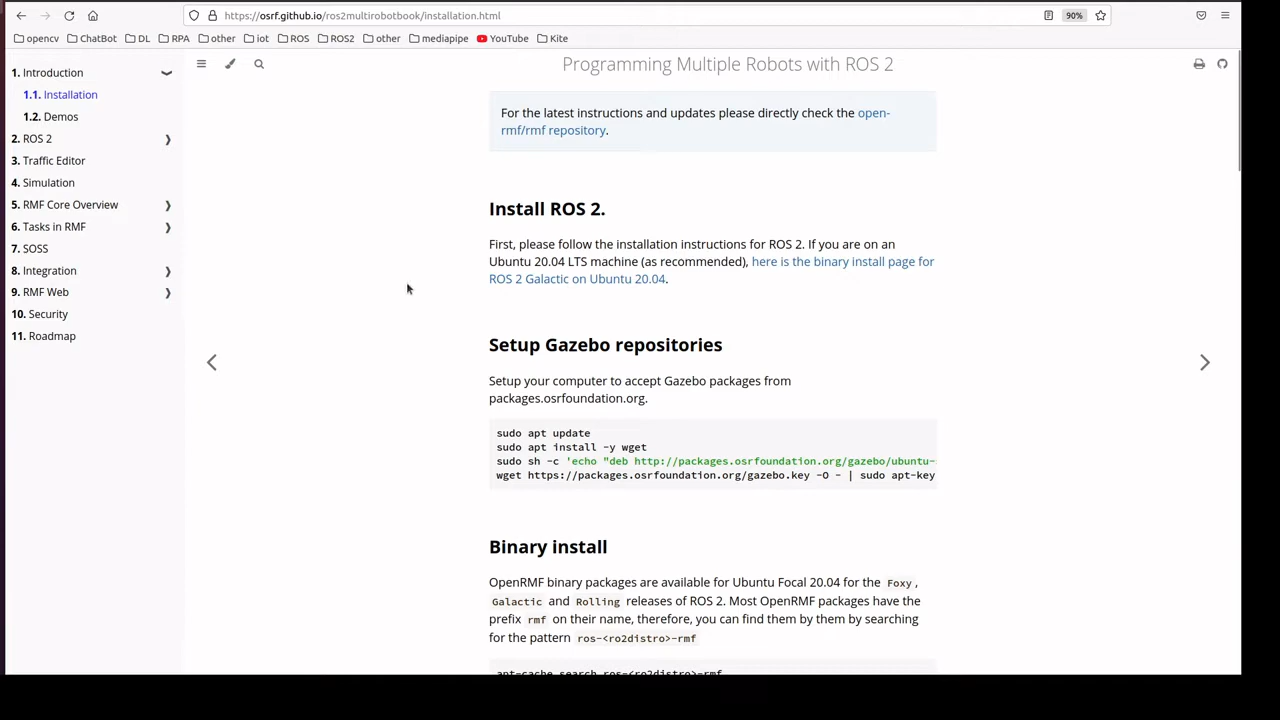 https://osrf.github.io/ros2multirobotbook/installation.html
90%
opencv ChatBot DL RPA other iot ROS ROS2 other mediapipe YouTube Kite
1. Introduction
1.1. Installation
1.2. Demos
2. ROS 2
3. Traffic Editor
4. Simulation
5. RMF Core Overview
6. Tasks in RMF
7. SOSS
8. Integration
9. RMF Web
10. Security
11. Roadmap
Programming Multiple Robots with ROS 2
For the latest instructions and updates please directly check the open-
rmf/rmf repository.
Install ROS 2.
First, please follow the installation instructions for ROS 2. If you are on an
Ubuntu 20.04 LTS machine (as recommended), here is the binary install page for
ROS 2 Galactic on Ubuntu 20.04.
Setup Gazebo repositories
Setup your computer to accept Gazebo packages from
packages.osrfoundation.org.
sudo apt update
sudo apt install -y wget
sudo sh -c 'echo "deb http://packages.osrfoundation.org/gazebo/ubuntu-
wget https://packages.osrfoundation.org/gazebo.key -O - | sudo apt-key
Binary install
OpenRMF binary packages are available for Ubuntu Focal 20.04 for the Foxy,
Galactic and Rolling releases of ROS 2. Most OpenRMF packages have the
prefix rmf on their name, therefore, you can find them by them by searching
for the pattern ros-<ro2distro>-rmf
apt-cache search ros-<ro2distro>-rmf